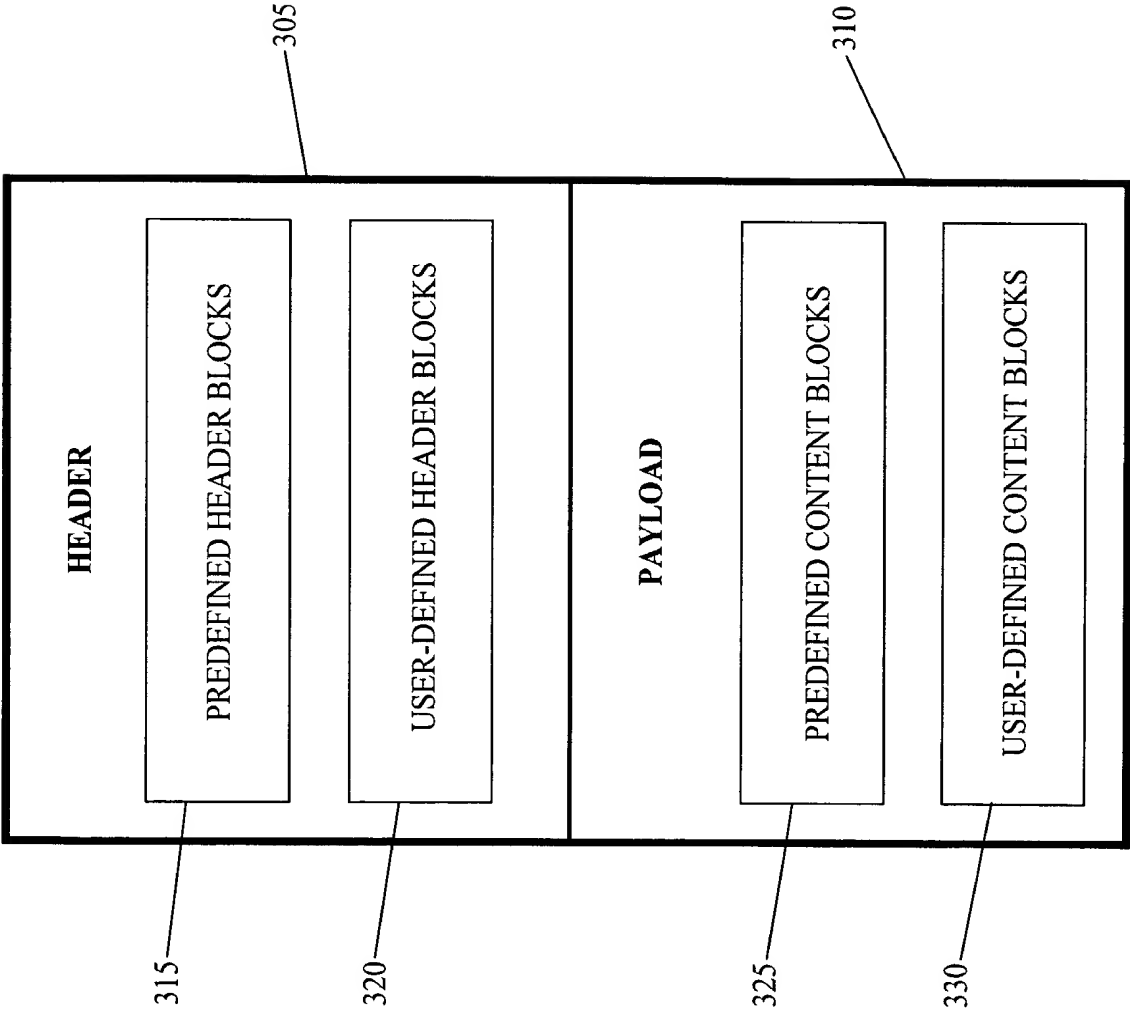 HEADER
305
PREDEFINED HEADER BLOCKS
315
USER-DEFINED HEADER BLOCKS
320
PAYLOAD
310
PREDEFINED CONTENT BLOCKS
325
USER-DEFINED CONTENT BLOCKS
330